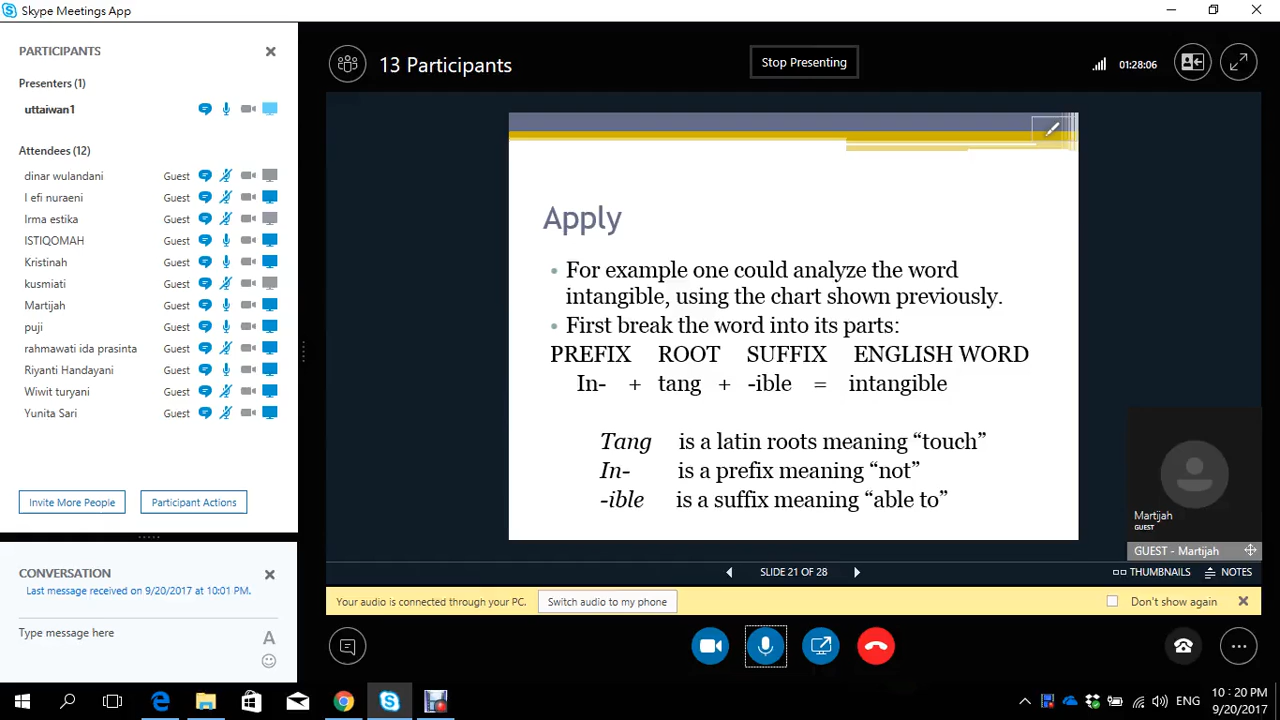 Skype Meetings App
PARTICIPANTS
Presenters (1)
uttaiwan1
Attendees (12)
dinar wulandani Guest
I efi nuraeni Guest
Irma estika Guest
ISTIQOMAH Guest
Kristinah Guest
kusmiati Guest
Martijah Guest
puji Guest
rahmawati ida prasinta Guest
Riyanti Handayani Guest
Wiwit turyani Guest
Yunita Sari Guest
Invite More People Participant Actions
CONVERSATION
Last message received on 9/20/2017 at 10:01 PM.
Type message here
A
13 Participants
Stop Presenting
01:28:06
Apply
• For example one could analyze the word
intangible, using the chart shown previously.
• First break the word into its parts:
PREFIX ROOT SUFFIX ENGLISH WORD
In- + tang + -ible = intangible
Tang is a latin roots meaning “touch”
In- is a prefix meaning “not”
-ible is a suffix meaning “able to”
Martijah
GUEST
GUEST - Martijah
SLIDE 21 OF 28
THUMBNAILS
NOTES
Your audio is connected through your PC. Switch audio to my phone
Don't show again
ENG
10:20 PM
9/20/2017